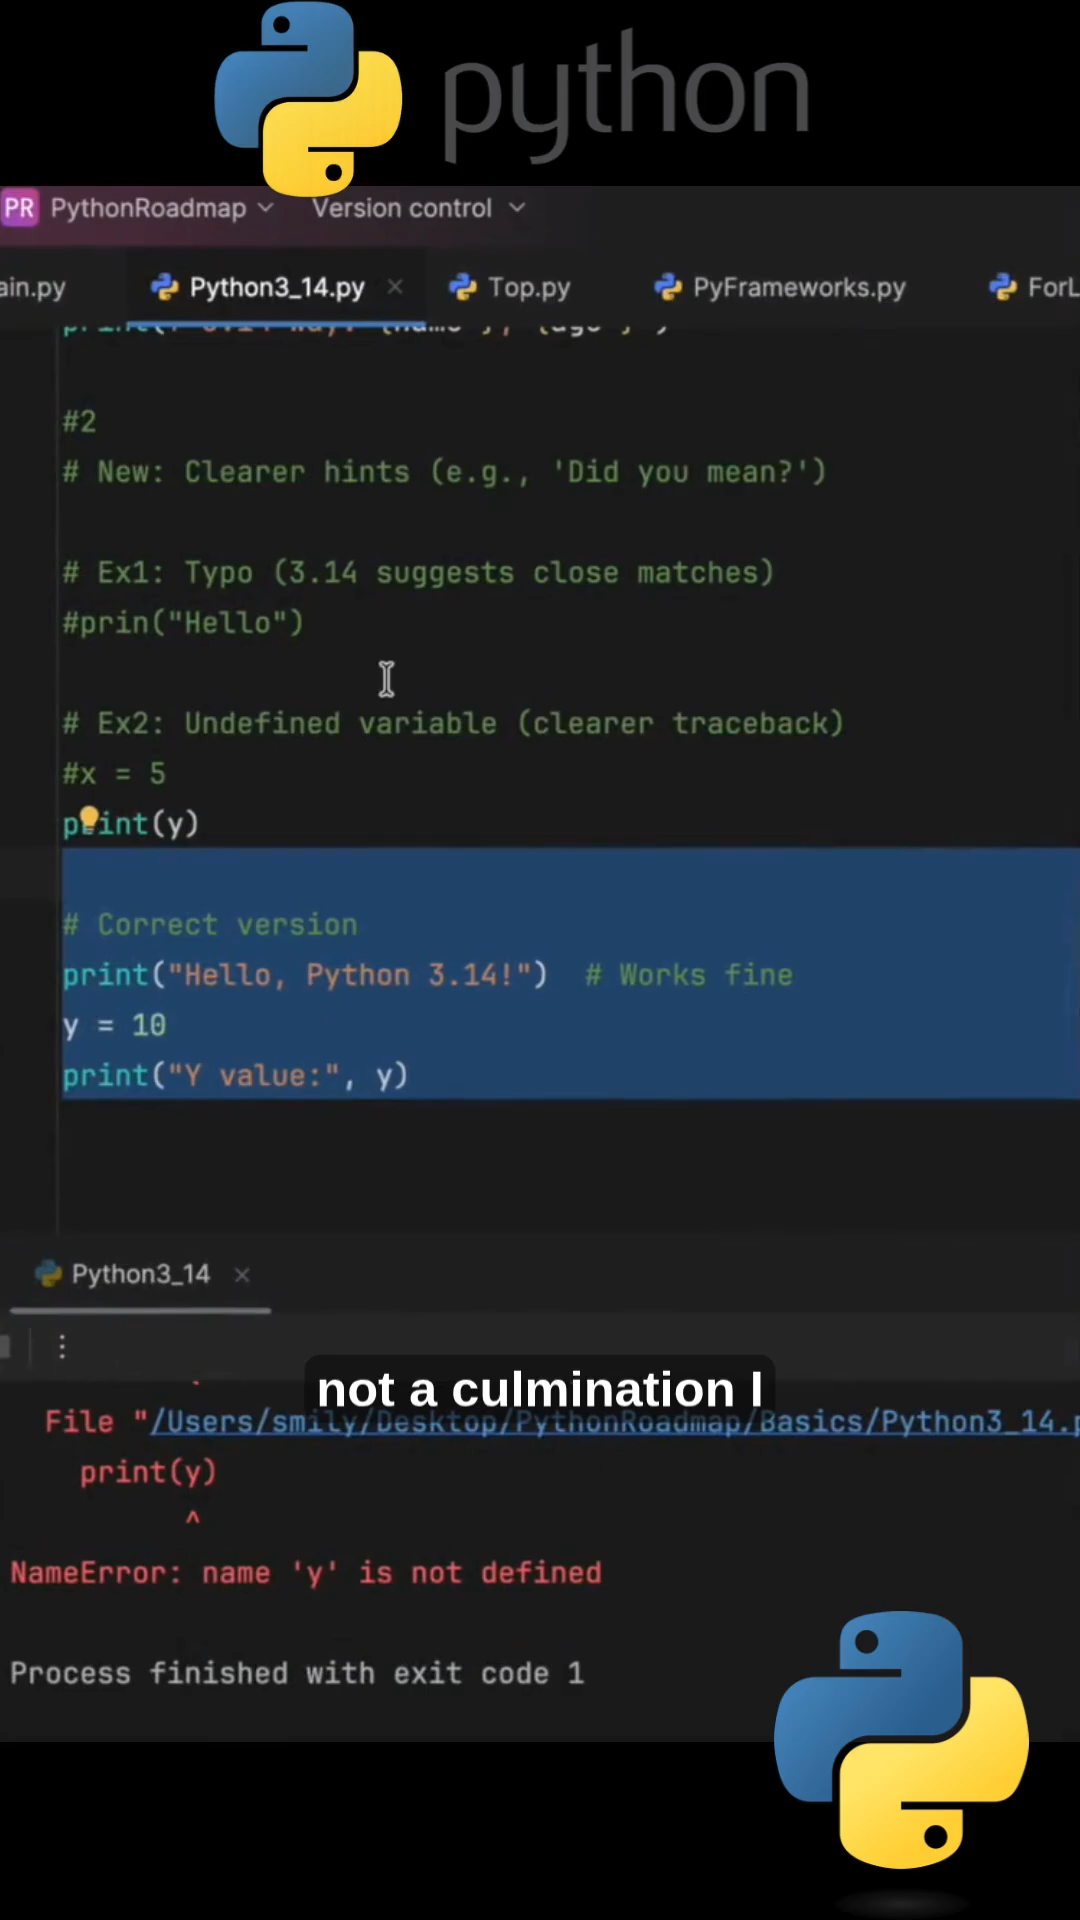 python
PR PythonRoadmap Version control
ain.py Python3_14.py Top.py PyFrameworks.py ForL
#2
# New: Clearer hints (e.g., 'Did you mean?')
# Ex1: Typo (3.14 suggests close matches)
#prin("Hello")
# Ex2: Undefined variable (clearer traceback)
#x = 5
print(y)
# Correct version
print("Hello, Python 3.14!")  # Works fine
y = 10
print("Y value:", y)
Python3_14
not a culmination I
File "/Users/smily/Desktop/PythonRoadmap/Basics/Python3_14.p
print(y)
^
NameError: name 'y' is not defined
Process finished with exit code 1